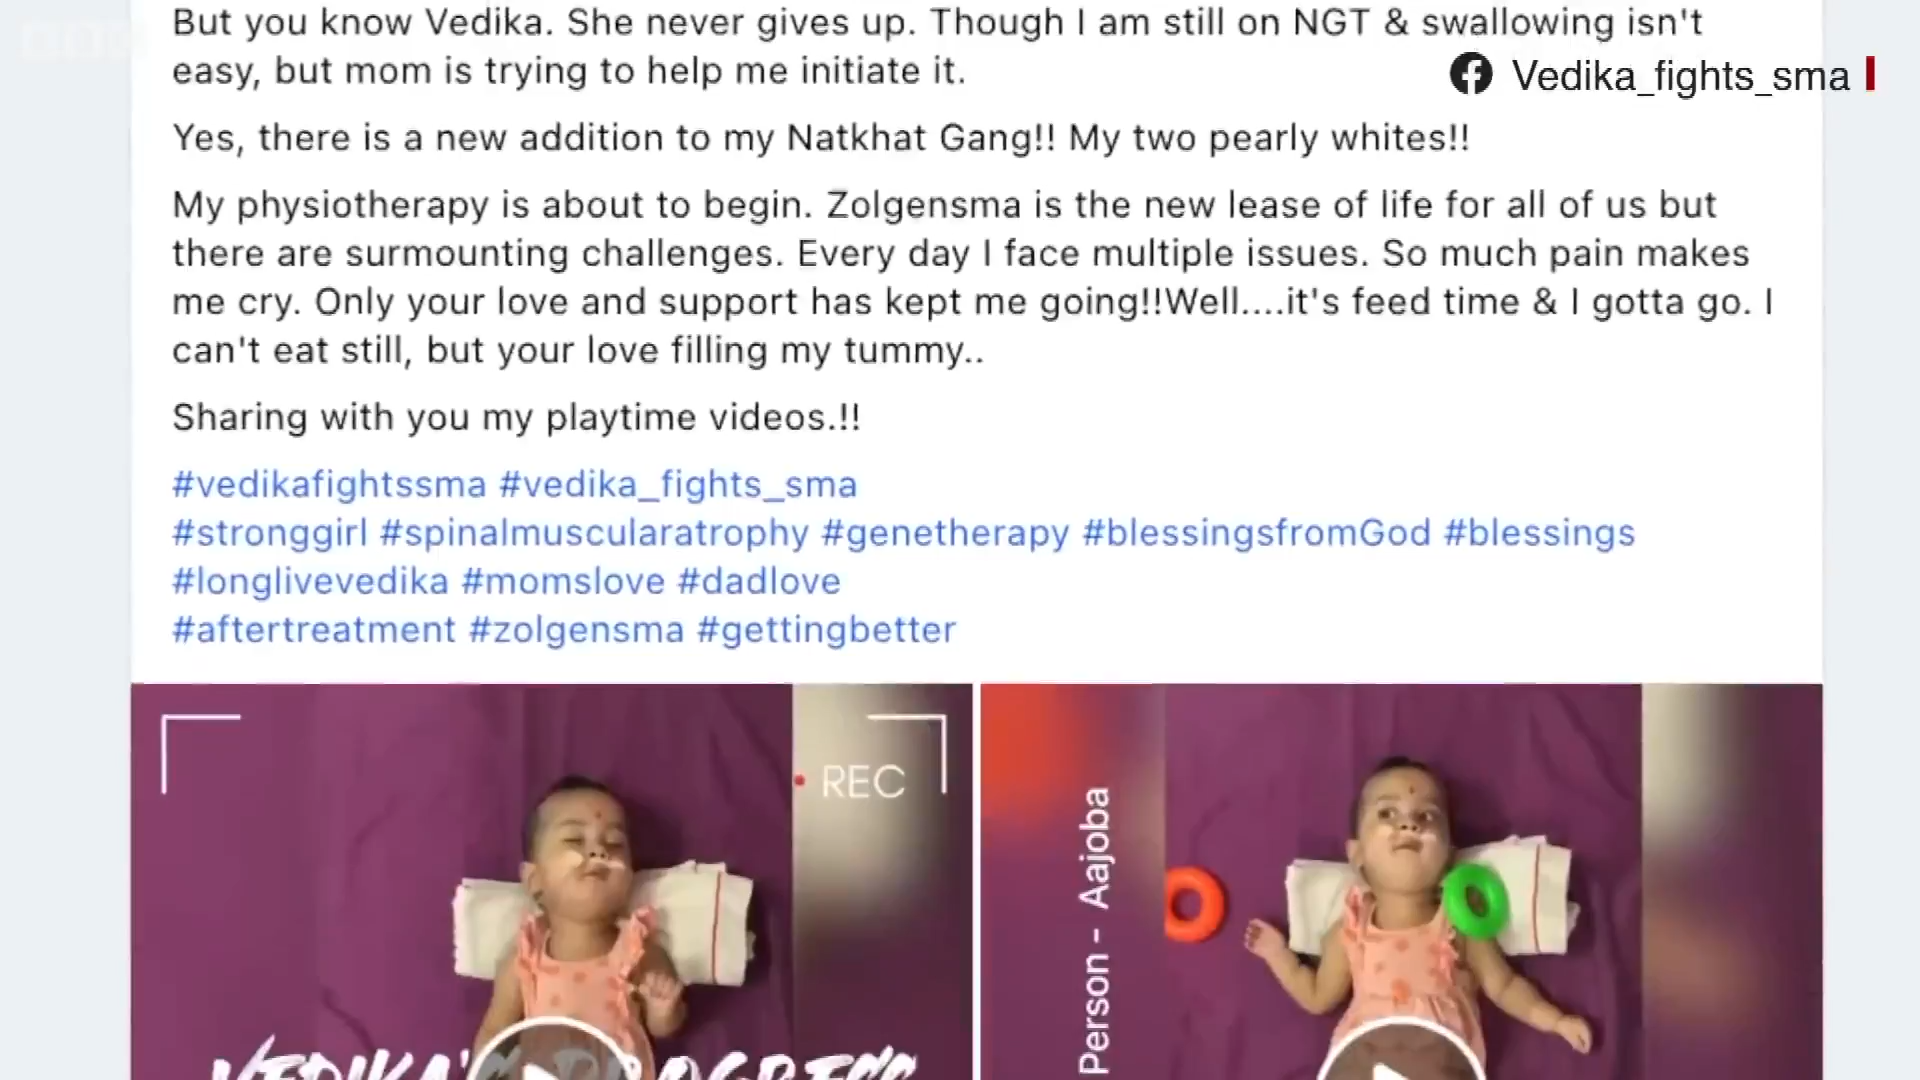 But you know Vedika. She never gives up. Though I am still on NGT & swallowing isn't
easy, but mom is trying to help me initiate it.
Vedika_fights_sma
Yes, there is a new addition to my Natkhat Gang!! My two pearly whites!!
My physiotherapy is about to begin. Zolgensma is the new lease of life for all of us but
there are surmounting challenges. Every day I face multiple issues. So much pain makes
me cry. Only your love and support has kept me going!!Well....it's feed time & I gotta go. I
can't eat still, but your love filling my tummy..
Sharing with you my playtime videos.!!
#vedikafightssma #vedika_fights_sma
#stronggirl #spinalmuscularatrophy #genetherapy #blessingsfromGod #blessings
#longlivevedika #momslove #dadlove
#aftertreatment #zolgensma #gettingbetter
REC
VEDIKA'S PROGRESS
Person - Aajoba